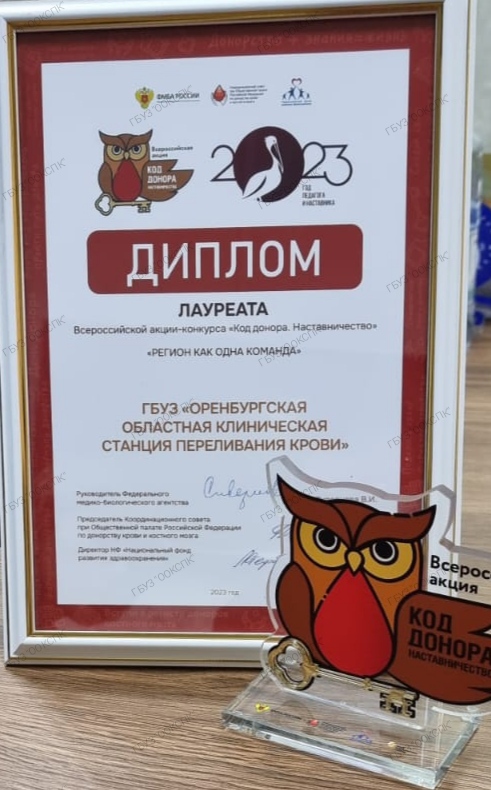 ФМБА РОССИИ
Всероссийская
акция
КОД
ДОНОРА
НАСТАВНИЧЕСТВО
2023
ГОД
ПЕДАГОГА
И НАСТАВНИКА
ДИПЛОМ
ЛАУРЕАТА
Всероссийской акции-конкурса «Код донора. Наставничество»
«РЕГИОН КАК ОДНА КОМАНДА»
ГБУЗ «ОРЕНБУРГСКАЯ
ОБЛАСТНАЯ КЛИНИЧЕСКАЯ
СТАНЦИЯ ПЕРЕЛИВАНИЯ КРОВИ»
Руководитель Федерального
медико-биологического агентства
В.И.
Председатель Координационного совета
при Общественной палате Российской Федерации
по донорству крови и костного мозга
Директор НФ «Национальный фонд
развития здравоохранения»
2023 год
Всерос
акция
КОД
ДОНОРА
НАСТАВНИЧЕСТВО
ГБУЗ "ООКСПК"